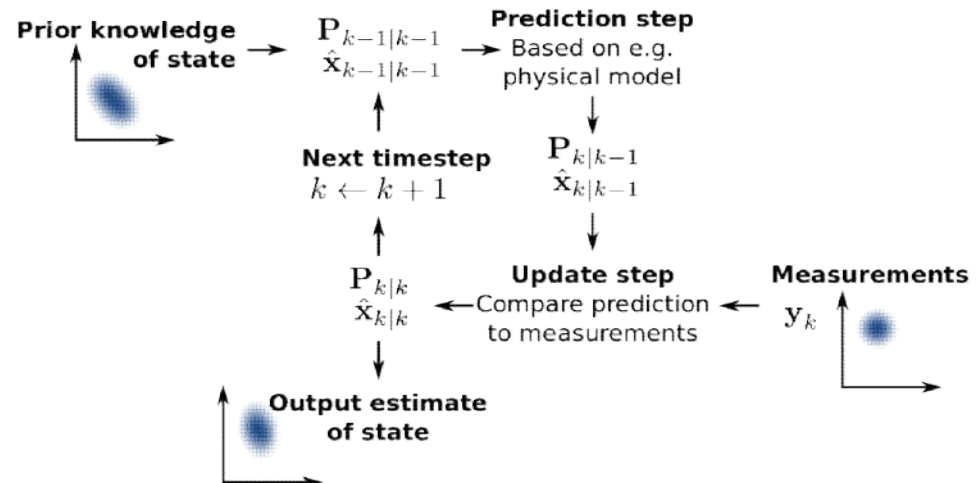 Prior knowledge
of state
P_{k-1|k-1}
x̂_{k-1|k-1}
Prediction step
Based on e.g.
physical model
Next timestep
k ← k + 1
P_{k|k-1}
x̂_{k|k-1}
P_{k|k}
x̂_{k|k}
Update step
Compare prediction
to measurements
Measurements
y_k
Output estimate
of state